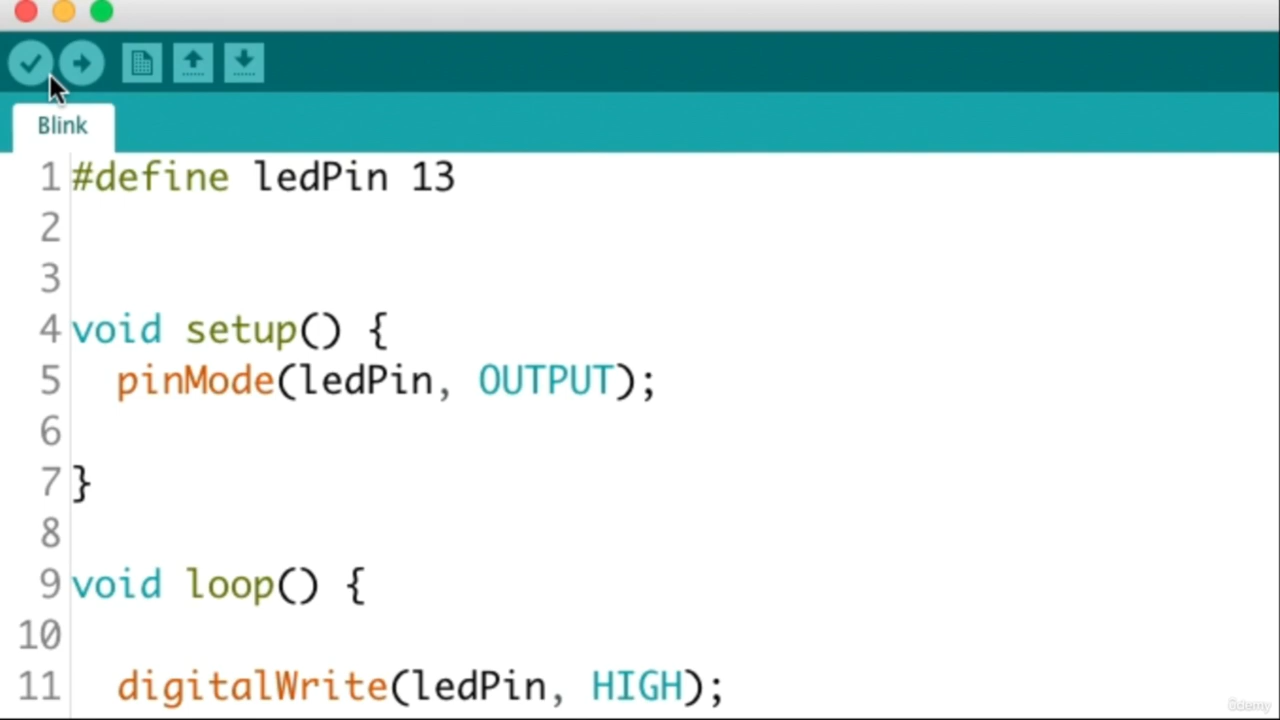 Blink
1 #define ledPin 13
2
3
4 void setup() {
5   pinMode(ledPin, OUTPUT);
6
7 }
8
9 void loop() {
10
11   digitalWrite(ledPin, HIGH);
ûdemy